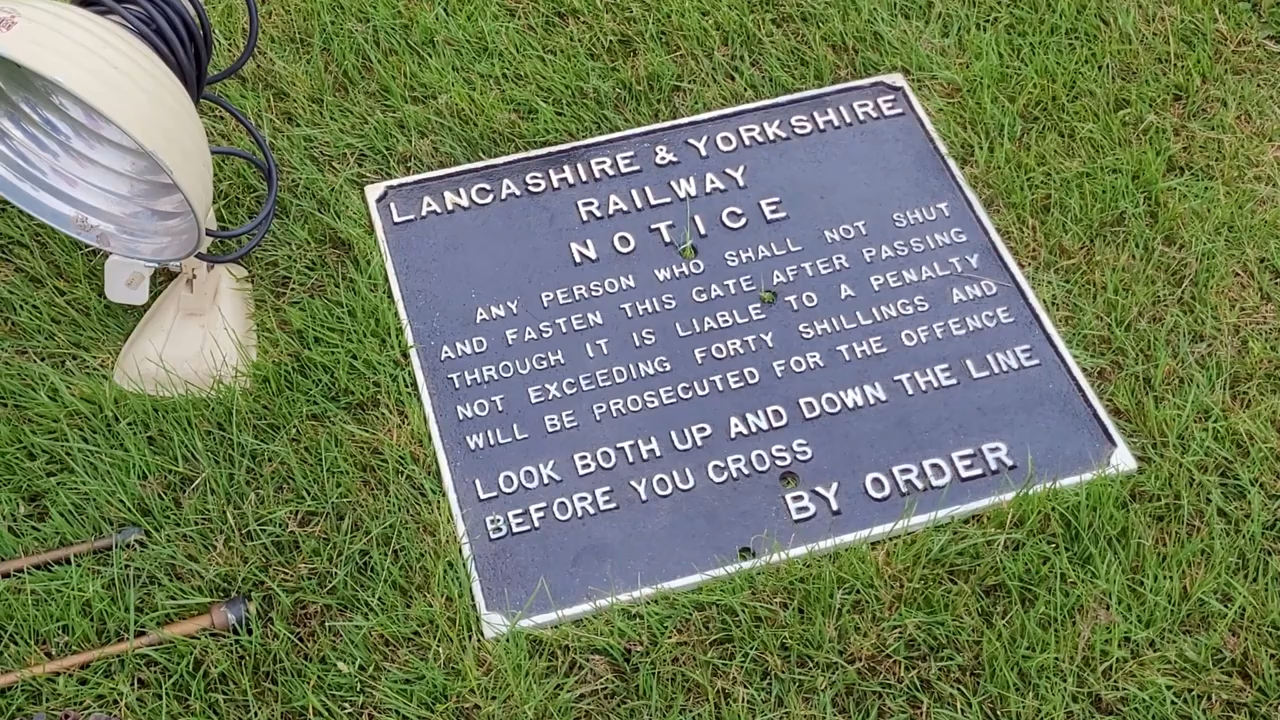 LANCASHIRE & YORKSHIRE
RAILWAY
NOTICE
ANY PERSON WHO SHALL NOT SHUT
AND FASTEN THIS GATE AFTER PASSING
THROUGH IT IS LIABLE TO A PENALTY
NOT EXCEEDING FORTY SHILLINGS AND
WILL BE PROSECUTED FOR THE OFFENCE
LOOK BOTH UP AND DOWN THE LINE
BEFORE YOU CROSS
BY ORDER